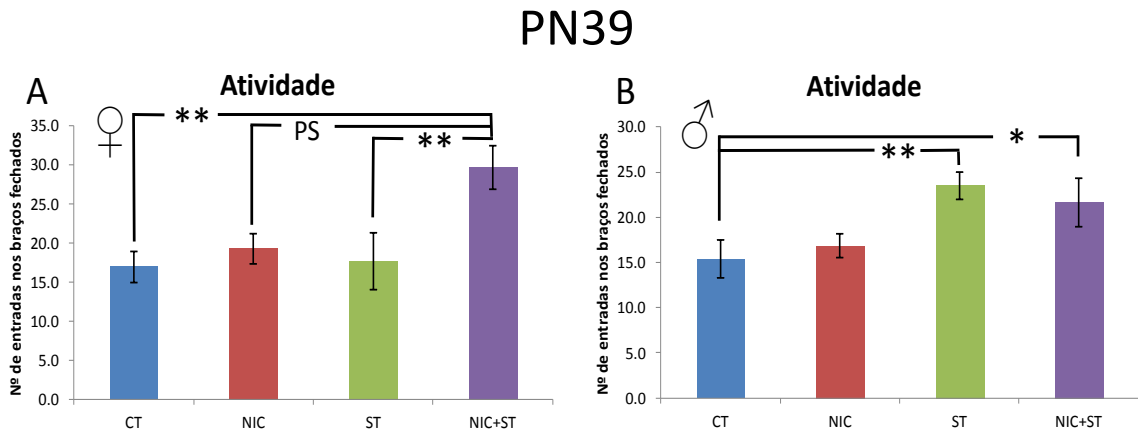 PN39
A
Atividade
♀
**
PS
**
Nº de entradas nos braços fechados
35.0
30.0
25.0
20.0
15.0
10.0
5.0
0.0
CT NIC ST NIC+ST
B
Atividade
♂
*
**
Nº de entradas nos braços fechados
30.0
25.0
20.0
15.0
10.0
5.0
0.0
CT NIC ST NIC+ST